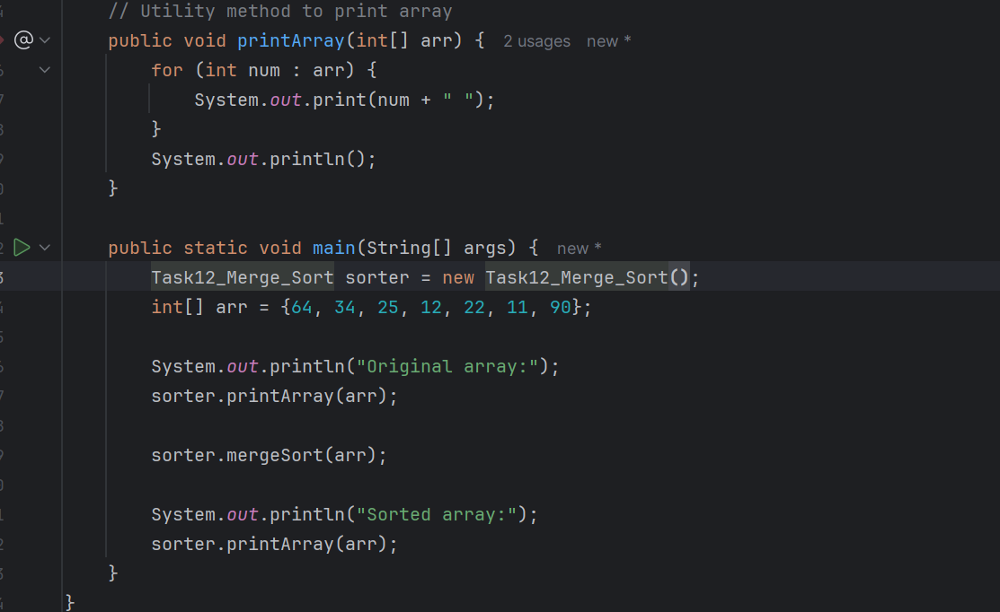 // Utility method to print array
public void printArray(int[] arr) { 2 usages new *
for (int num : arr) {
System.out.print(num + " ");
}
System.out.println();
}
public static void main(String[] args) { new *
Task12_Merge_Sort sorter = new Task12_Merge_Sort();
int[] arr = {64, 34, 25, 12, 22, 11, 90};
System.out.println("Original array:");
sorter.printArray(arr);
sorter.mergeSort(arr);
System.out.println("Sorted array:");
sorter.printArray(arr);
}
}